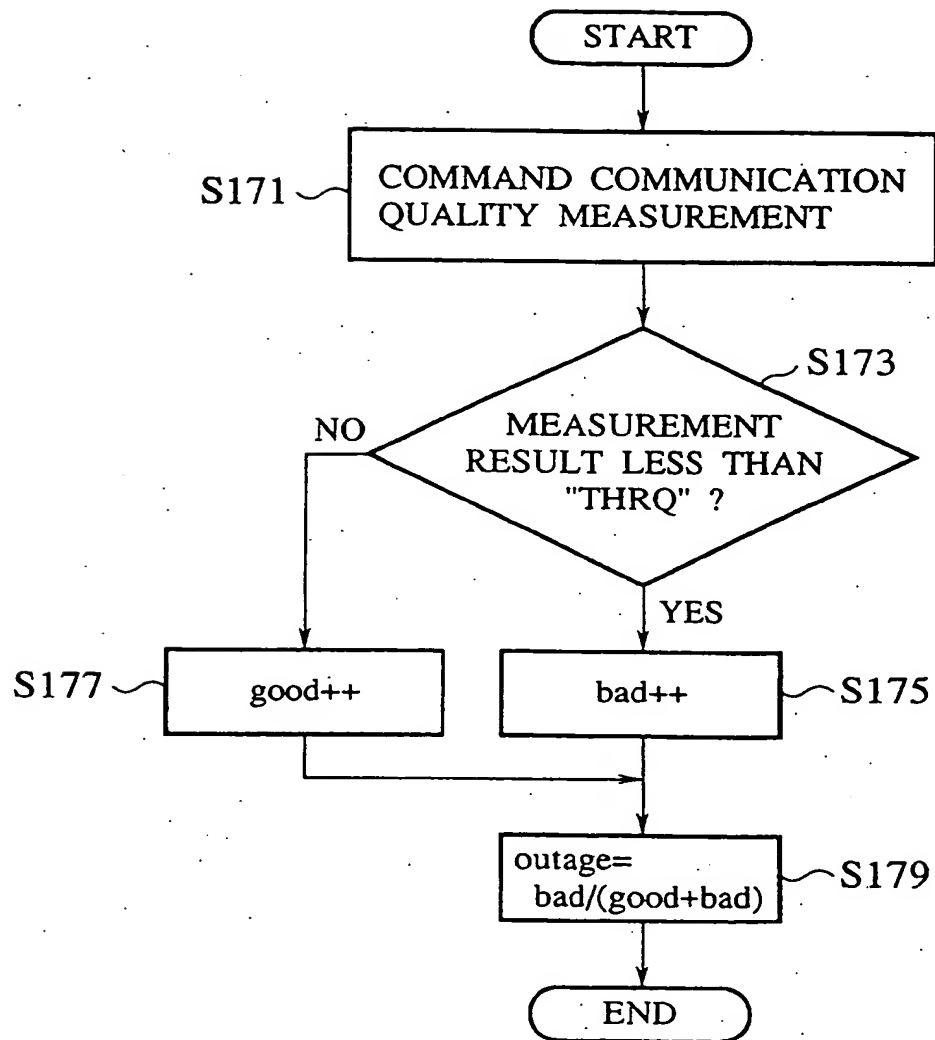 START
S171
COMMAND COMMUNICATION
QUALITY MEASUREMENT
S173
MEASUREMENT
RESULT LESS THAN
"THRQ" ?
NO
YES
S177
good++
bad++
S175
outage=
bad/(good+bad)
S179
END